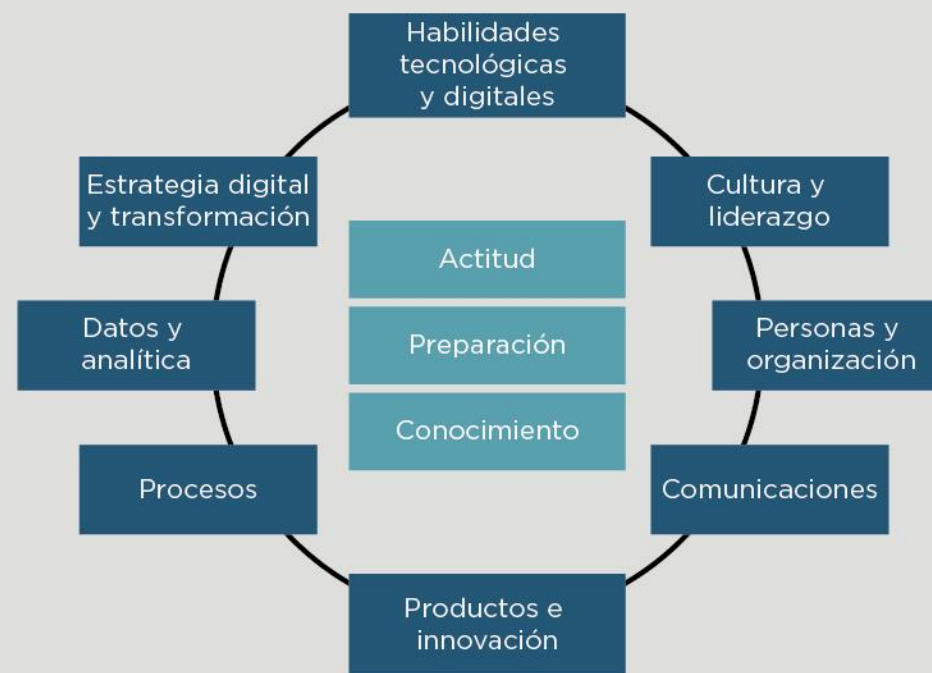 Habilidades
tecnológicas
y digitales
Estrategia digital
y transformación
Cultura y
liderazgo
Actitud
Datos y
analítica
Preparación
Personas y
organización
Conocimiento
Procesos
Comunicaciones
Productos e
innovación